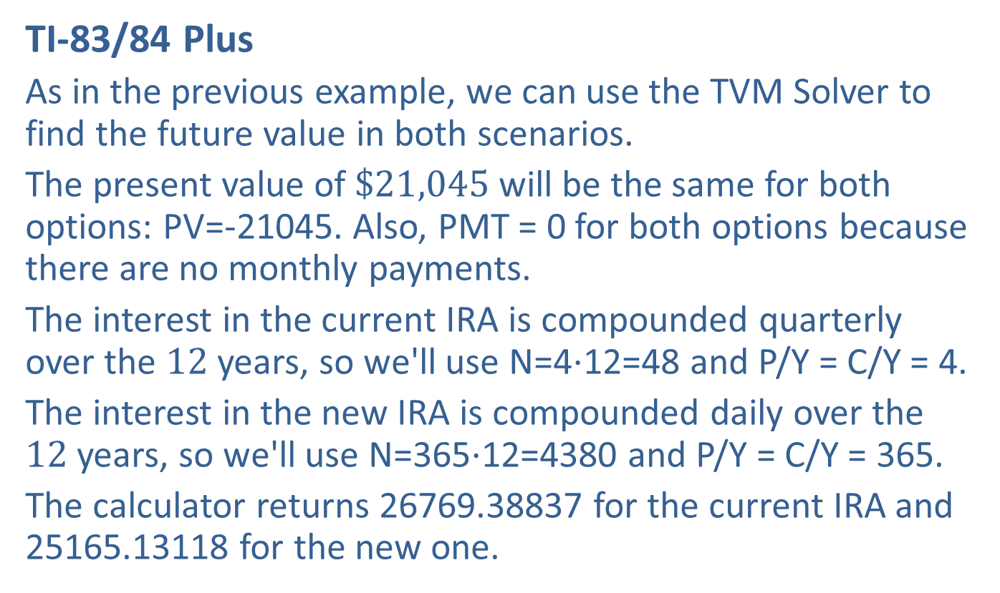 TI-83/84 Plus
As in the previous example, we can use the TVM Solver to
find the future value in both scenarios.
The present value of $21,045 will be the same for both
options: PV=-21045. Also, PMT = 0 for both options because
there are no monthly payments.
The interest in the current IRA is compounded quarterly
over the 12 years, so we'll use N=4·12=48 and P/Y = C/Y = 4.
The interest in the new IRA is compounded daily over the
12 years, so we'll use N=365·12=4380 and P/Y = C/Y = 365.
The calculator returns 26769.38837 for the current IRA and
25165.13118 for the new one.